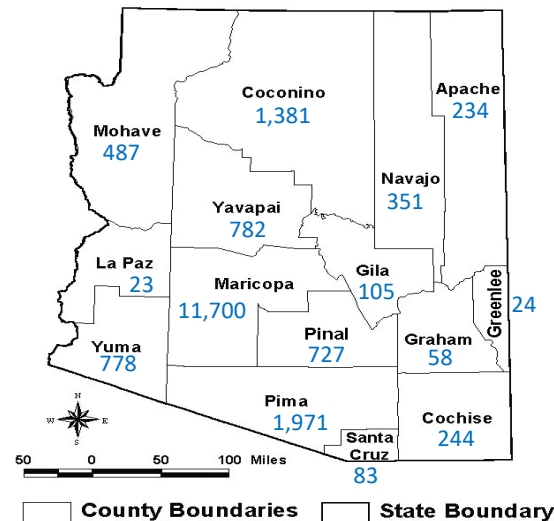 Coconino
1,381
Apache
234
Mohave
487
Navajo
351
Yavapai
782
La Paz
23
Maricopa
11,700
Gila
105
Greenlee
24
Pinal
727
Graham
58
Yuma
778
Pima
1,971
Cochise
244
Santa
Cruz
83
N
W E
S
50 0 50 100 Miles
County Boundaries State Boundary